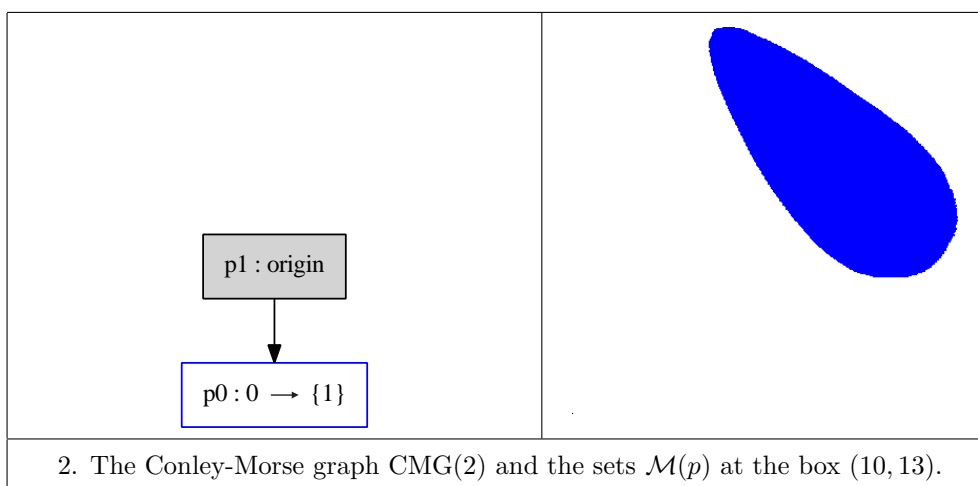 p1 : origin
p0 : 0 → {1}
2. The Conley-Morse graph CMG(2) and the sets ℳ(p) at the box (10, 13).